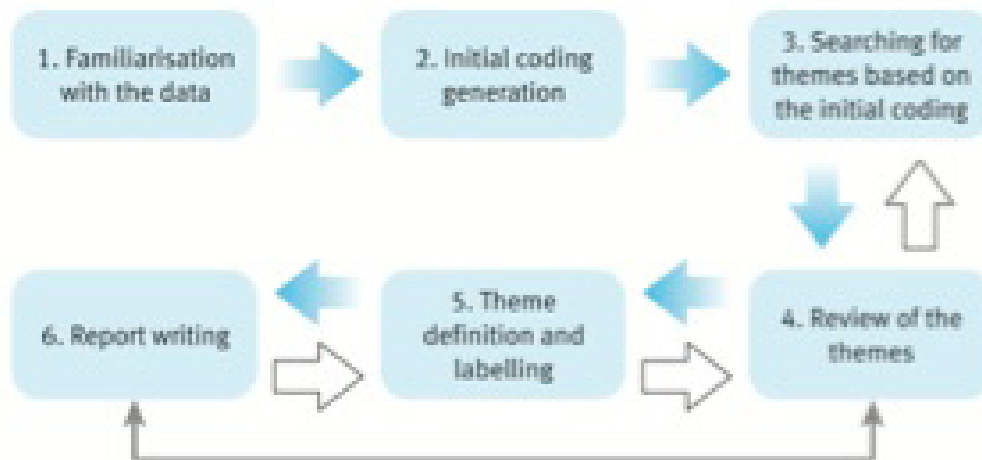 1. Familiarisation
with the data
2. Initial coding
generation
3. Searching for
themes based on
the initial coding
4. Review of the
themes
5. Theme
definition and
labelling
6. Report writing